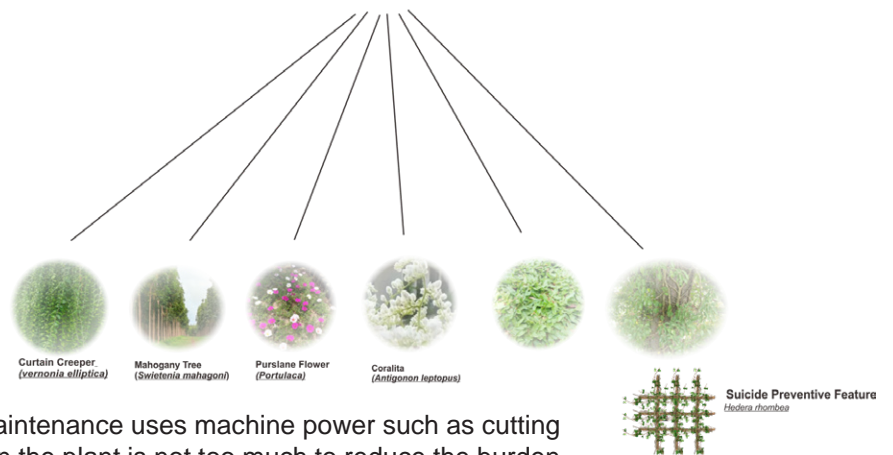 Curtain Creeper
(vernonia elliptica)
Mahogany Tree
(Swietenia mahagoni)
Purslane Flower
(Portulaca)
Coralita
(Antigonon leptopus)
Suicide Preventive Feature
Hedera rhombea
aintenance uses machine power such as cutting
n the plant is not too much to reduce the burden